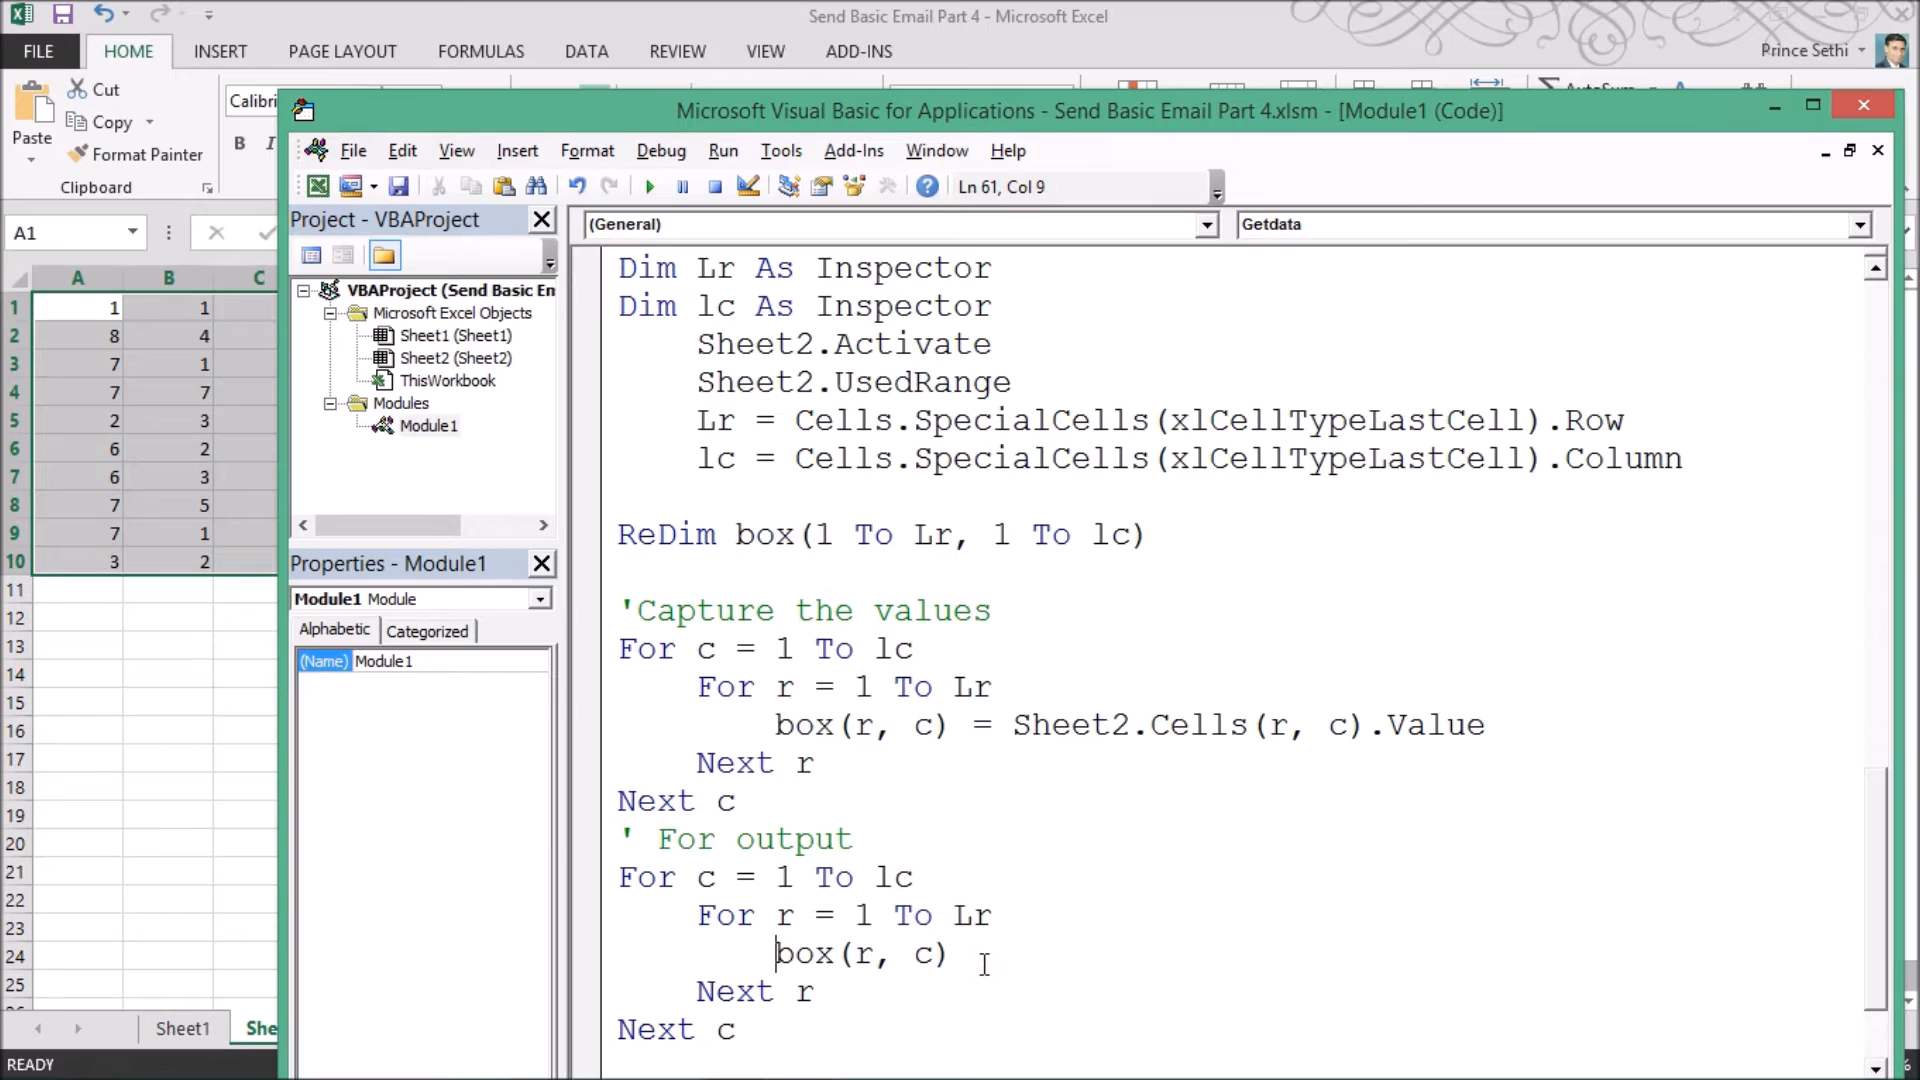 Send Basic Email Part 4 - Microsoft Excel
FILE HOME INSERT PAGE LAYOUT FORMULAS DATA REVIEW VIEW ADD-INS Prince Sethi
Paste
Cut
Copy
Format Painter
Clipboard
Calibri
B I
AutoSum
A1
A B C
1 1 1
2 8 4
3 7 1
4 7 7
5 2 3
6 6 2
7 6 3
8 7 5
9 7 1
10 3 2
11
12
13
14
15
16
17
18
19
20
21
22
23
24
25
Sheet1 She
READY
Microsoft Visual Basic for Applications - Send Basic Email Part 4.xlsm - [Module1 (Code)]
File Edit View Insert Format Debug Run Tools Add-Ins Window Help
Ln 61, Col 9
Project - VBAProject
VBAProject (Send Basic En
Microsoft Excel Objects
Sheet1 (Sheet1)
Sheet2 (Sheet2)
ThisWorkbook
Modules
Module1
Properties - Module1
Module1 Module
Alphabetic Categorized
(Name) Module1
(General) Getdata
Dim Lr As Inspector
Dim lc As Inspector
Sheet2.Activate
Sheet2.UsedRange
Lr = Cells.SpecialCells(xlCellTypeLastCell).Row
lc = Cells.SpecialCells(xlCellTypeLastCell).Column
ReDim box(1 To Lr, 1 To lc)
'Capture the values
For c = 1 To lc
For r = 1 To Lr
box(r, c) = Sheet2.Cells(r, c).Value
Next r
Next c
' For output
For c = 1 To lc
For r = 1 To Lr
box(r, c)
Next r
Next c